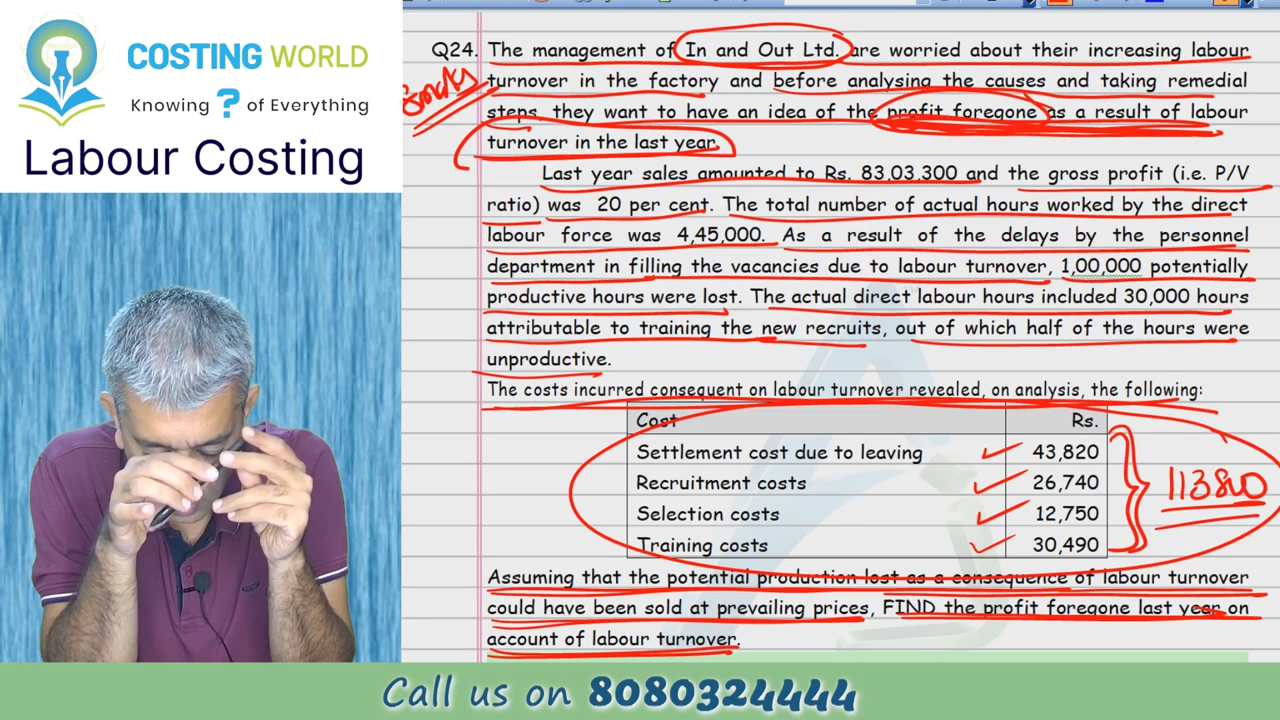 COSTING WORLD
Knowing ? of Everything
Labour Costing
Q24. The management of In and Out Ltd. are worried about their increasing labour
turnover in the factory and before analysing the causes and taking remedial
steps, they want to have an idea of the profit foregone as a result of labour
turnover in the last year.
Last year sales amounted to Rs. 83,03,300 and the gross profit (i.e. P/V
ratio) was 20 per cent. The total number of actual hours worked by the direct
labour force was 4,45,000. As a result of the delays by the personnel
department in filling the vacancies due to labour turnover, 1,00,000 potentially
productive hours were lost. The actual direct labour hours included 30,000 hours
attributable to training the new recruits, out of which half of the hours were
unproductive.
The costs incurred consequent on labour turnover revealed, on analysis, the following:
Cost Rs.
Settlement cost due to leaving 43,820
Recruitment costs 26,740
Selection costs 12,750
Training costs 30,490
113800
Assuming that the potential production lost as a consequence of labour turnover
could have been sold at prevailing prices, FIND the profit foregone last year on
account of labour turnover.
Call us on 8080324444